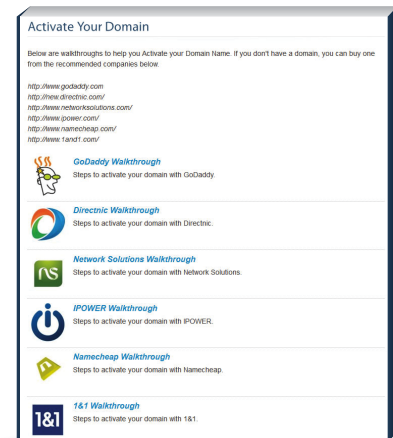 Activate Your Domain
Below are walkthroughs to help you Activate your Domain Name. If you don't have a domain, you can buy one
from the recommended companies below.
http://www.godaddy.com
http://new.directnic.com/
http://www.networksolutions.com/
http://www.ipower.com/
http://www.namecheap.com/
http://www.1and1.com/
GoDaddy Walkthrough
Steps to activate your domain with GoDaddy.
Directnic Walkthrough
Steps to activate your domain with Directnic.
ns
Network Solutions Walkthrough
Steps to activate your domain with Network Solutions.
IPOWER Walkthrough
Steps to activate your domain with IPOWER.
Namecheap Walkthrough
Steps to activate your domain with Namecheap.
1&1
1&1 Walkthrough
Steps to activate your domain with 1&1.